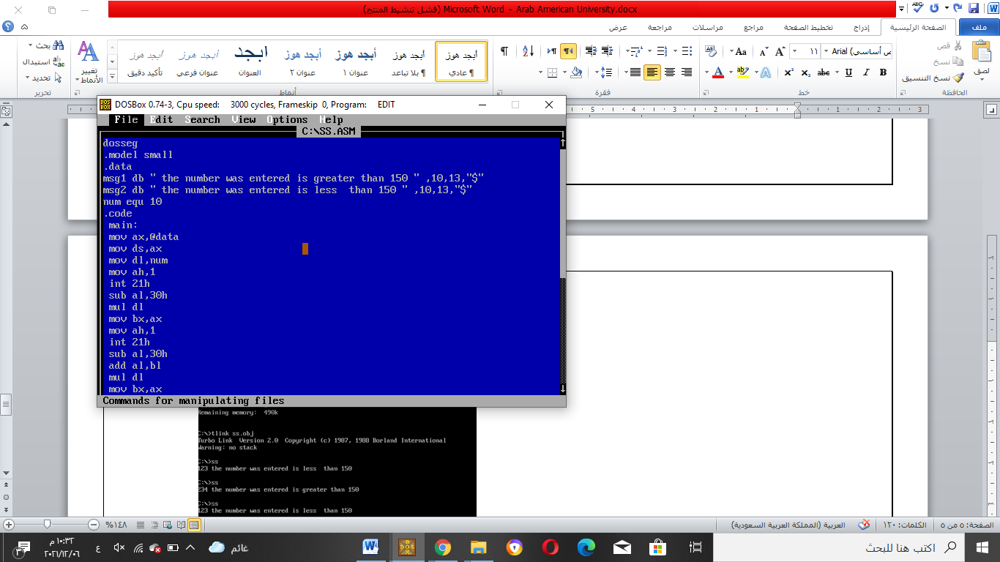 Microsoft Word - Arab American University.docx (فشل تنشيط المنتج)
ملف
الصفحة الرئيسية
إدراج
تخطيط الصفحة
مراجع
مراسلات
مراجعة
عرض
لصق
قص
نسخ
نسخ التنسيق
الحافظة
Arial (ص أساسي)
١١
خط
فقرة
أبجد هوز
¶ عادي
أبجد هوز
¶ بلا تباعد
أبجد هوز
عنوان ١
أبجد هوز
عنوان ٢
ابجد
العنوان
أبجد هوز
عنوان فرعي
أبجد هوز
تأكيد دقيق
تغيير الأنماط
أنماط
بحث
استبدال
تحديد
تحرير
DOSBox 0.74-3, Cpu speed: 3000 cycles, Frameskip 0, Program: EDIT
File Edit Search View Options Help
C:\SS.ASM
dosseg
.model small
.data
msg1 db " the number was entered is greater than 150 " ,10,13,"$"
msg2 db " the number was entered is less  than 150 " ,10,13,"$"
num equ 10
.code
main:
mov ax,@data
mov ds,ax
mov dl,num
mov ah,1
int 21h
sub al,30h
mul dl
mov bx,ax
mov ah,1
int 21h
sub al,30h
add al,bl
mul dl
mov bx,ax
Commands for manipulating files
Remaining memory: 490k
C:\>tlink ss.obj
Turbo Link Version 2.0 Copyright (c) 1987, 1988 Borland International
Warning: no stack
C:\>ss
123 the number was entered is less  than 150
C:\>ss
234 the number was entered is greater than 150
C:\>ss
123 the number was entered is less  than 150
الصفحة: ٥ من ٥
الكلمات: ١٢٠
العربية (المملكة العربية السعودية)
١٤٨%
اكتب هنا للبحث
غائم
ع
١٠:٣٢ م
٢٠٢١/١٢/٠٦
٣